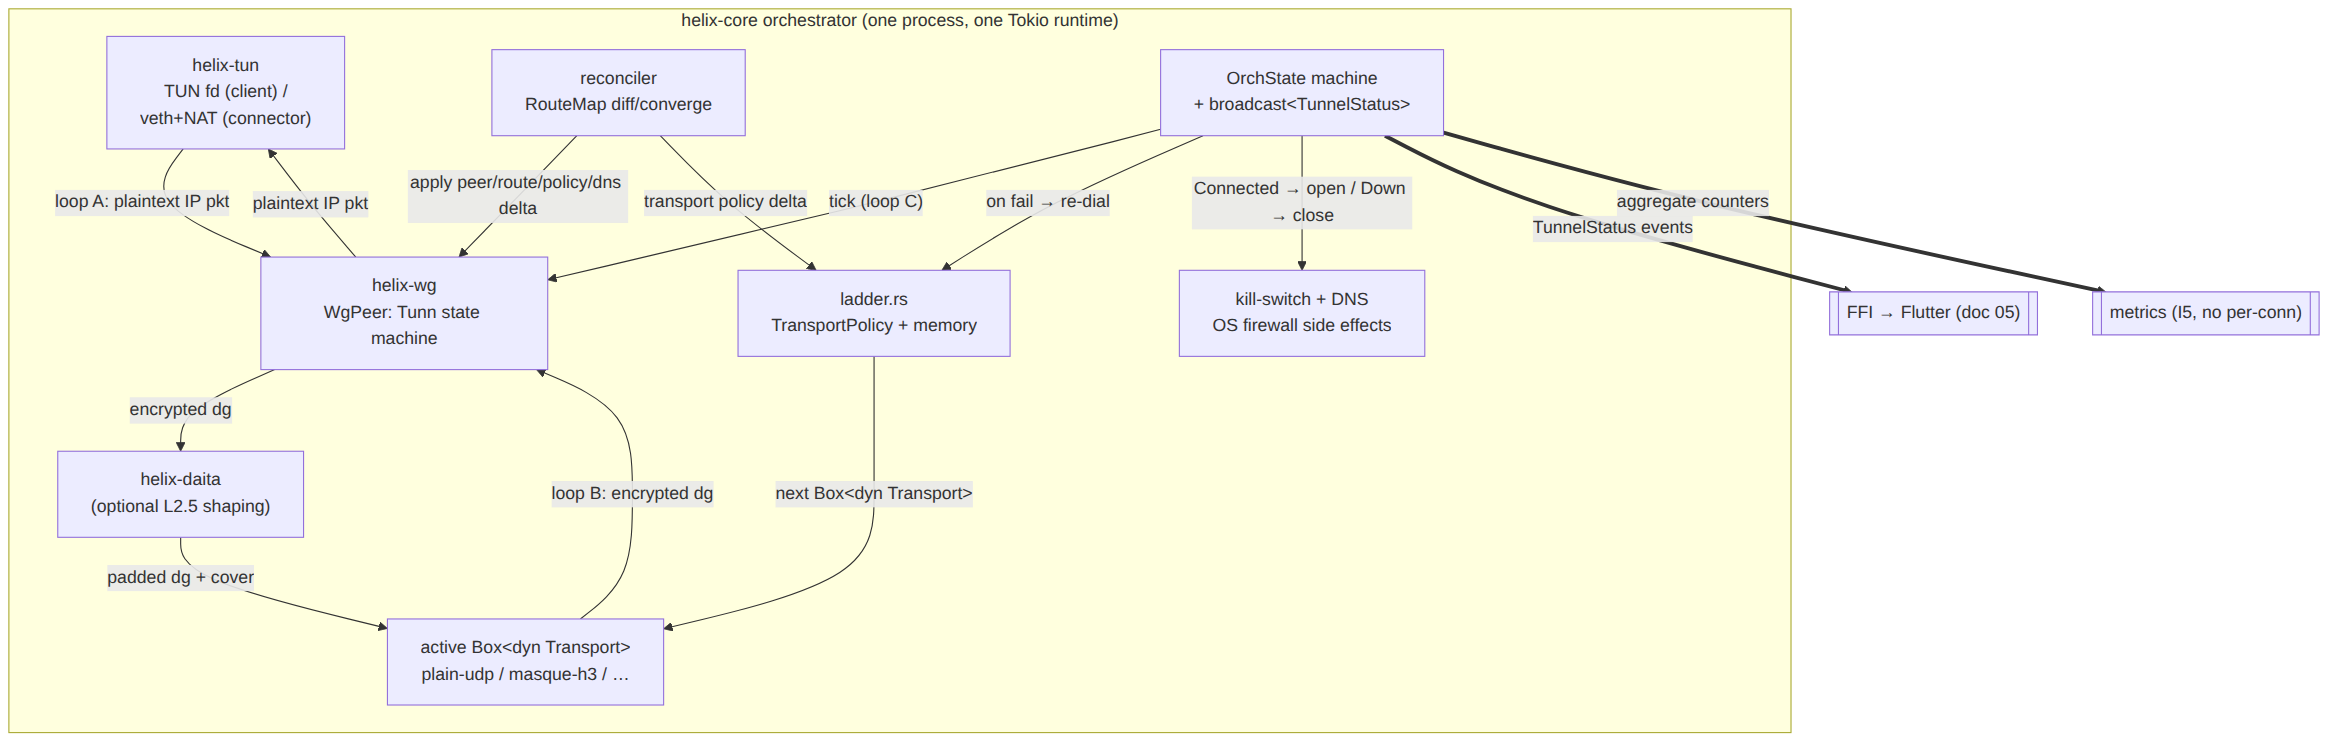 helix-core orchestrator (one process, one Tokio runtime)
helix-tun
TUN fd (client) /
veth+NAT (connector)
reconciler
RouteMap diff/converge
OrchState machine
+ broadcast<TunnelStatus>
loop A: plaintext IP pkt
plaintext IP pkt
apply peer/route/policy/dns
delta
transport policy delta
tick (loop C)
on fail → re-dial
Connected → open / Down
→ close
aggregate counters
TunnelStatus events
helix-wg
WgPeer: Tunn state
machine
ladder.rs
TransportPolicy + memory
kill-switch + DNS
OS firewall side effects
FFI → Flutter (doc 05)
metrics (I5, no per-conn)
encrypted dg
helix-daita
(optional L2.5 shaping)
loop B: encrypted dg
next Box<dyn Transport>
padded dg + cover
active Box<dyn Transport>
plain-udp / masque-h3 / …